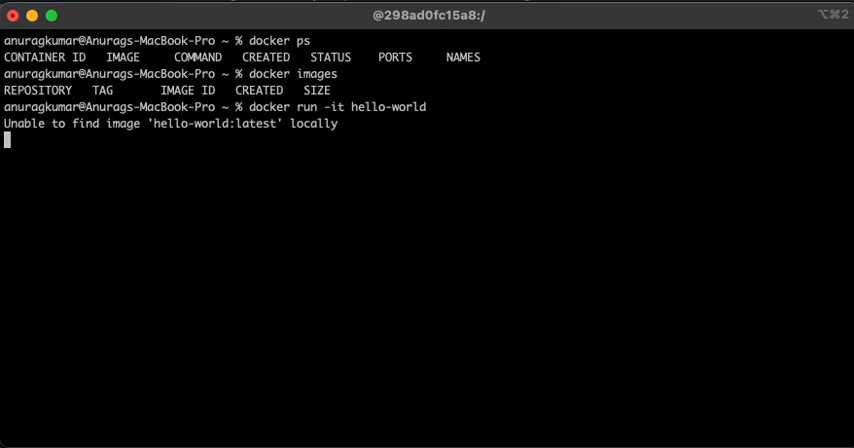 @298ad0fc15a8:/
⌥⌘2
anuragkumar@Anurags-MacBook-Pro ~ % docker ps
CONTAINER ID   IMAGE     COMMAND   CREATED   STATUS    PORTS     NAMES
anuragkumar@Anurags-MacBook-Pro ~ % docker images
REPOSITORY   TAG       IMAGE ID   CREATED   SIZE
anuragkumar@Anurags-MacBook-Pro ~ % docker run -it hello-world
Unable to find image 'hello-world:latest' locally